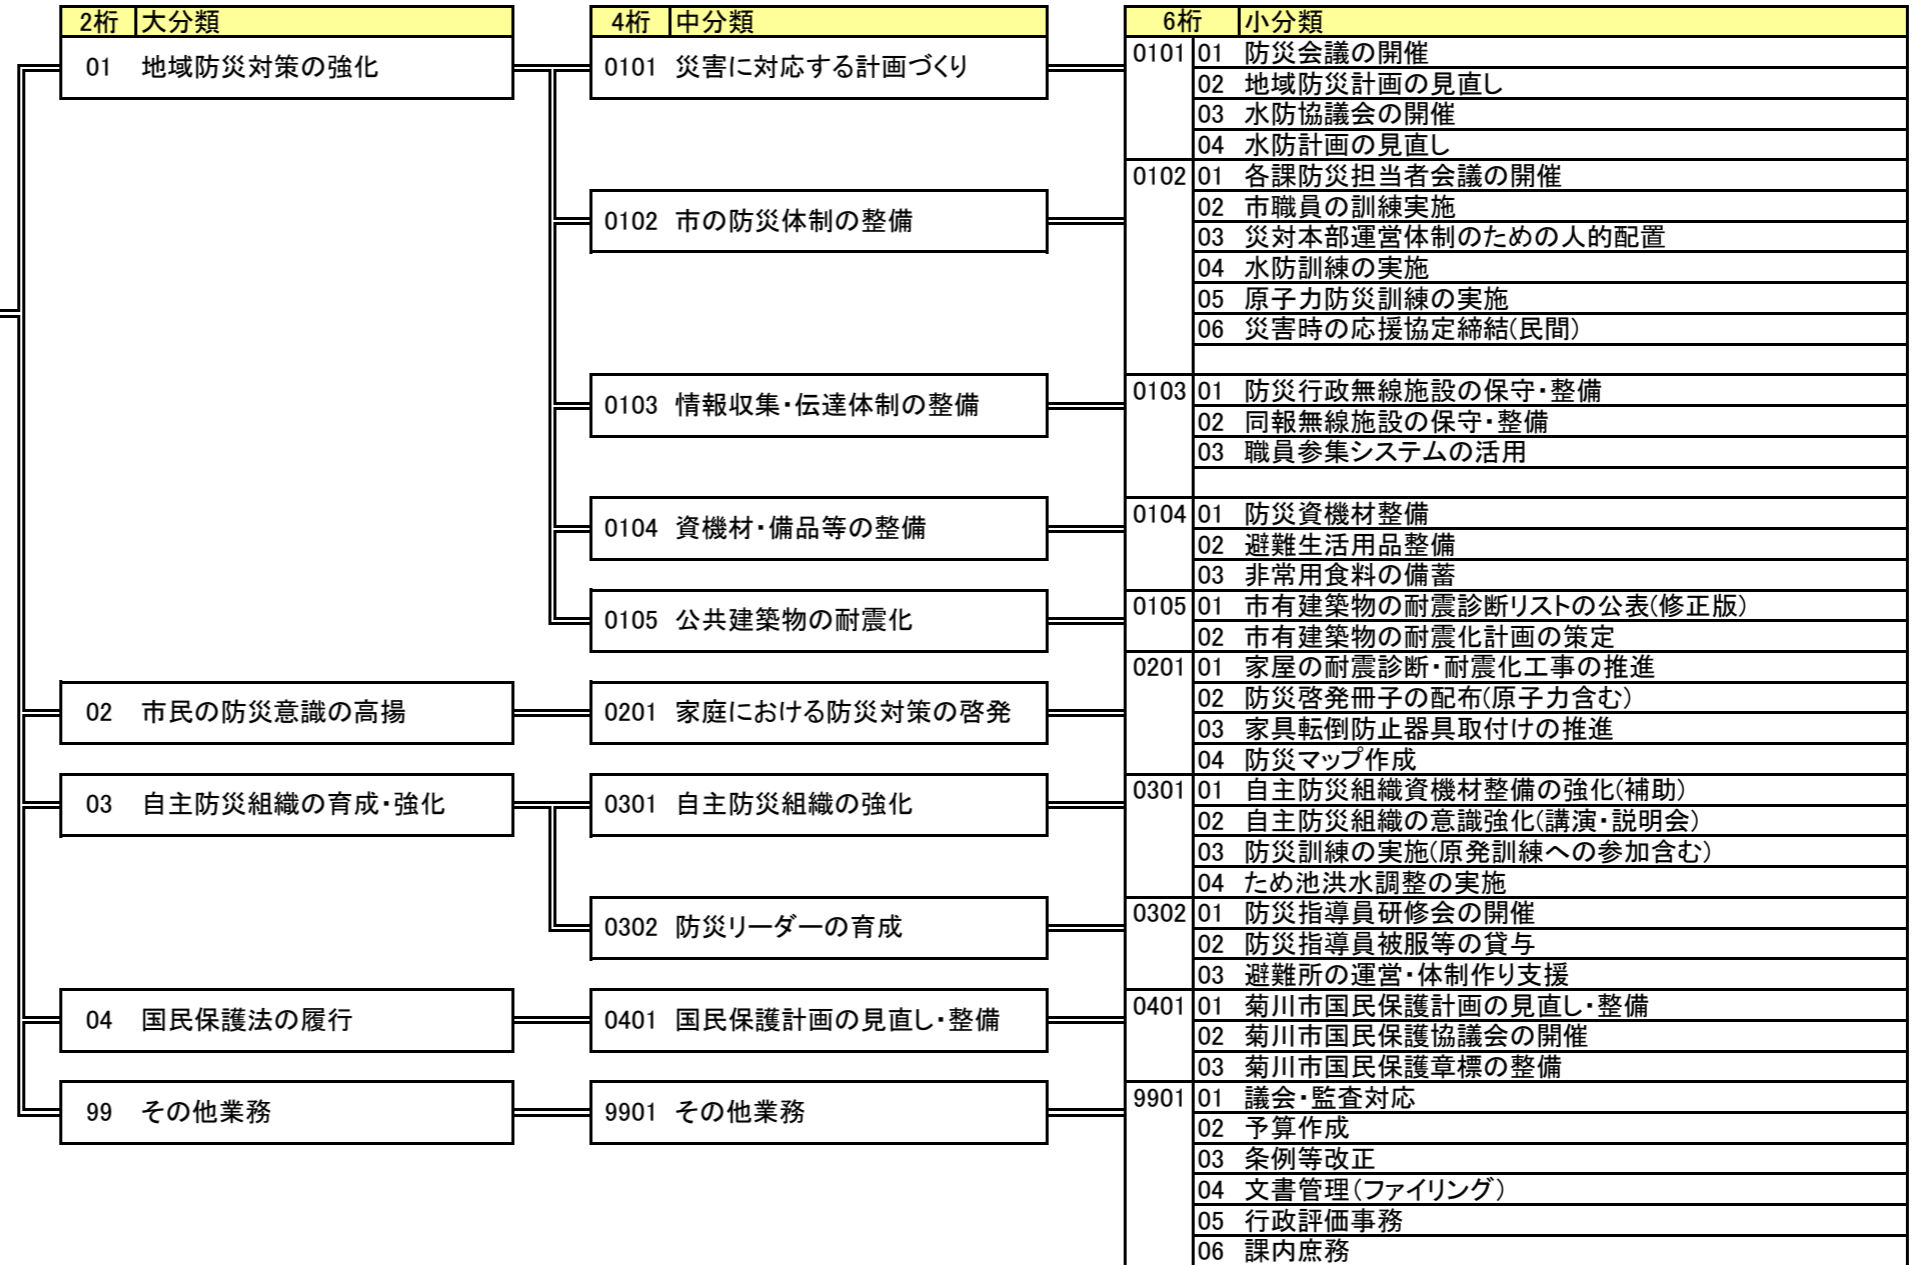 2桁 大分類 4桁 中分類 6桁 小分類
01 地域防災対策の強化 0101 災害に対応する計画づくり 0101 01 防災会議の開催
02 地域防災計画の見直し
03 水防協議会の開催
04 水防計画の見直し
0102 01 各課防災担当者会議の開催
0102 市の防災体制の整備 02 市職員の訓練実施
03 災対本部運営体制のための人的配置
04 水防訓練の実施
05 原子力防災訓練の実施
06 災害時の応援協定締結(民間)
0103 情報収集・伝達体制の整備 0103 01 防災行政無線施設の保守・整備
02 同報無線施設の保守・整備
03 職員参集システムの活用
0104 資機材・備品等の整備 0104 01 防災資機材整備
02 避難生活用品整備
03 非常用食料の備蓄
0105 公共建築物の耐震化 0105 01 市有建築物の耐震診断リストの公表(修正版)
02 市有建築物の耐震化計画の策定
0201 01 家屋の耐震診断・耐震化工事の推進
02 市民の防災意識の高揚 0201 家庭における防災対策の啓発 02 防災啓発冊子の配布(原子力含む)
03 家具転倒防止器具取付けの推進
04 防災マップ作成
03 自主防災組織の育成・強化 0301 自主防災組織の強化 0301 01 自主防災組織資機材整備の強化(補助)
02 自主防災組織の意識強化(講演・説明会)
03 防災訓練の実施(原発訓練への参加含む)
04 ため池洪水調整の実施
0302 防災リーダーの育成 0302 01 防災指導員研修会の開催
02 防災指導員被服等の貸与
03 避難所の運営・体制作り支援
04 国民保護法の履行 0401 国民保護計画の見直し・整備 0401 01 菊川市国民保護計画の見直し・整備
02 菊川市国民保護協議会の開催
03 菊川市国民保護章標の整備
99 その他業務 9901 その他業務 9901 01 議会・監査対応
02 予算作成
03 条例等改正
04 文書管理(ファイリング)
05 行政評価事務
06 課内庶務